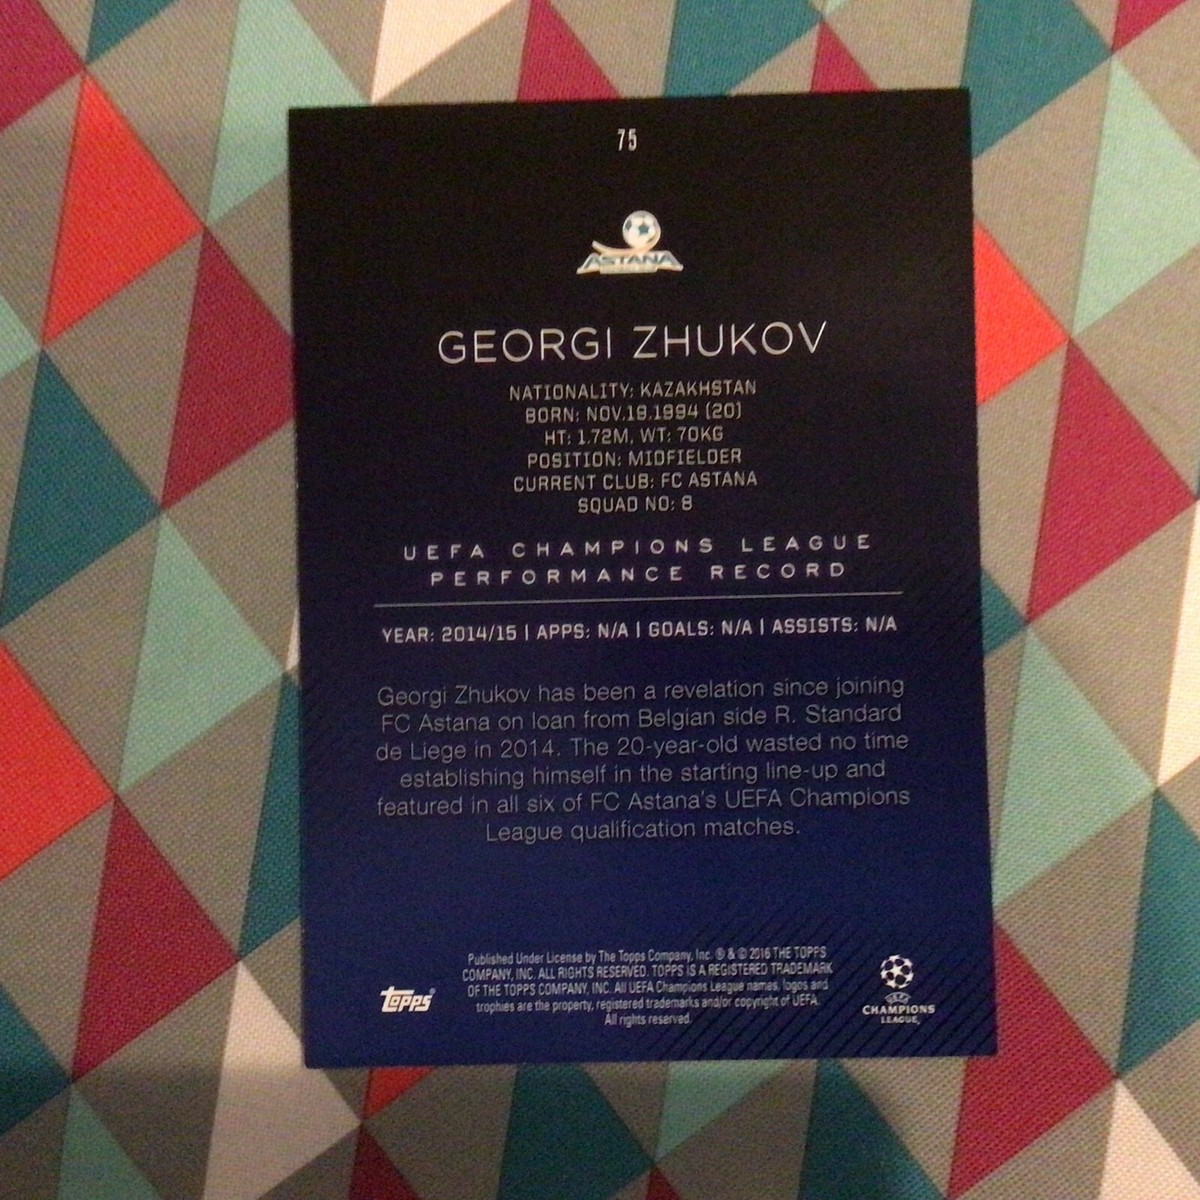 75
ASTANA
GEORGI ZHUKOV
NATIONALITY: KAZAKHSTAN
BORN: NOV.19.1994 (20)
HT: 1.72M, WT: 70KG
POSITION: MIDFIELDER
CURRENT CLUB: FC ASTANA
SQUAD NO: 8
UEFA CHAMPIONS LEAGUE
PERFORMANCE RECORD
YEAR: 2014/15 | APPS: N/A | GOALS: N/A | ASSISTS: N/A
Georgi Zhukov has been a revelation since joining
FC Astana on loan from Belgian side R. Standard
de Liege in 2014. The 20-year-old wasted no time
establishing himself in the starting line-up and
featured in all six of FC Astana's UEFA Champions
League qualification matches.
Published Under License by The Topps Company, Inc. ® & © 2016 THE TOPPS
COMPANY, INC. ALL RIGHTS RESERVED. TOPPS IS A REGISTERED TRADEMARK
OF THE TOPPS COMPANY, INC. All UEFA Champions League names, logos and
trophies are the property, registered trademarks and/or copyright of UEFA.
All rights reserved.
Topps®
UEFA
CHAMPIONS
LEAGUE